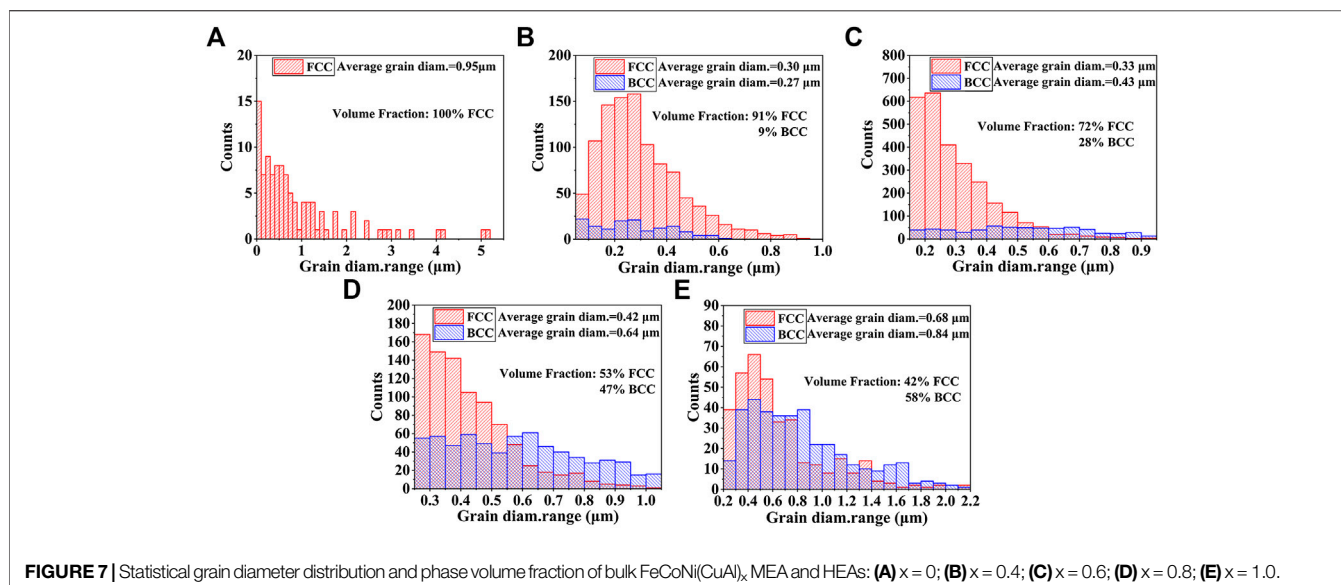 A
20
15
10
5
0
Counts
FCC Average grain diam.=0.95μm
Volume Fraction: 100% FCC
0 1 2 3 4 5
Grain diam.range (μm)
B
200
150
100
50
0
Counts
FCC Average grain diam.=0.30 μm
BCC Average grain diam.=0.27 μm
Volume Fraction: 91% FCC
9% BCC
0.2 0.4 0.6 0.8 1.0
Grain diam.range (μm)
C
800
700
600
500
400
300
200
100
0
Counts
FCC Average grain diam.=0.33 μm
BCC Average grain diam.=0.43 μm
Volume Fraction: 72% FCC
28% BCC
0.2 0.3 0.4 0.5 0.6 0.7 0.8 0.9
Grain diam.range (μm)
D
200
180
160
140
120
100
80
60
40
20
0
Counts
FCC Average grain diam.=0.42 μm
BCC Average grain diam.=0.64 μm
Volume Fraction: 53% FCC
47% BCC
0.3 0.4 0.5 0.6 0.7 0.8 0.9 1.0
Grain diam.range (μm)
E
90
80
70
60
50
40
30
20
10
0
Counts
FCC Average grain diam.=0.68 μm
BCC Average grain diam.=0.84 μm
Volume Fraction: 42% FCC
58% BCC
0.2 0.4 0.6 0.8 1.0 1.2 1.4 1.6 1.8 2.0 2.2
Grain diam.range (μm)
FIGURE 7 | Statistical grain diameter distribution and phase volume fraction of bulk FeCoNi(CuAl)x MEA and HEAs: (A) x = 0; (B) x = 0.4; (C) x = 0.6; (D) x = 0.8; (E) x = 1.0.